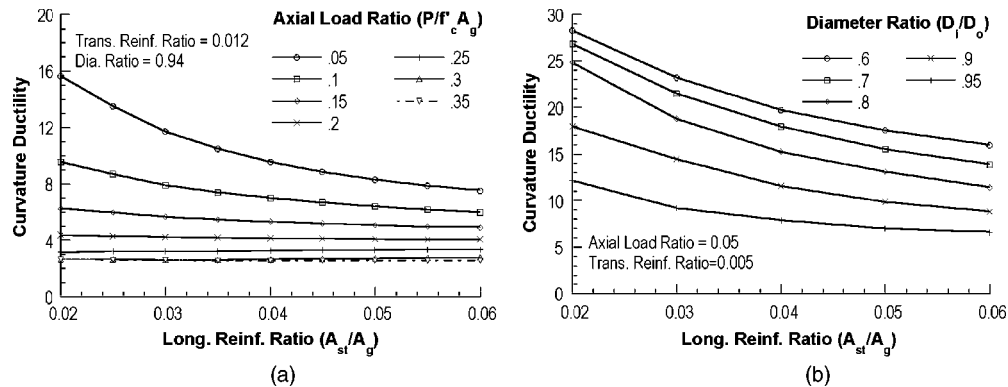 Axial Load Ratio (P/f'cAg)
Trans. Reinf. Ratio = 0.012
Dia. Ratio = 0.94
.05
.1
.15
.2
.25
.3
.35
20
16
12
8
4
0
Curvature Ductility
0.02 0.03 0.04 0.05 0.06
Long. Reinf. Ratio (Ast/Ag)
(a)
Diameter Ratio (Di/Do)
.6
.7
.8
.9
.95
30
25
20
15
10
5
0
Curvature Ductility
Axial Load Ratio = 0.05
Trans. Reinf. Ratio=0.005
0.02 0.03 0.04 0.05 0.06
Long. Reinf. Ratio (Ast/Ag)
(b)